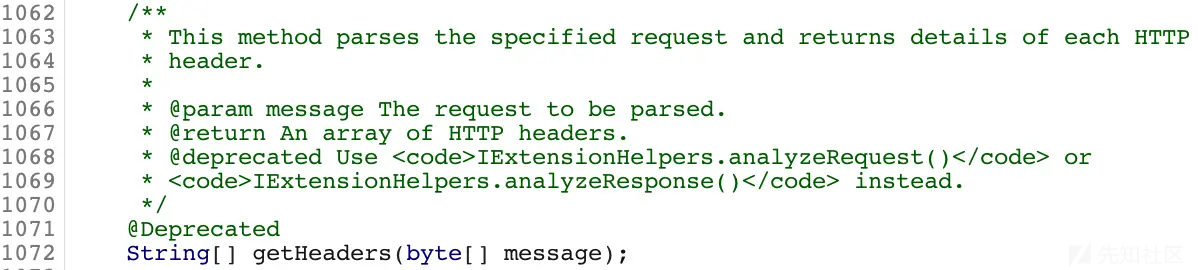 1062 /**
1063 * This method parses the specified request and returns details of each HTTP
1064 * header.
1065 *
1066 * @param message The request to be parsed.
1067 * @return An array of HTTP headers.
1068 * @deprecated Use <code>IExtensionHelpers.analyzeRequest()</code> or
1069 * <code>IExtensionHelpers.analyzeResponse()</code> instead.
1070 */
1071 @Deprecated
1072 String[] getHeaders(byte[] message);
先知社区